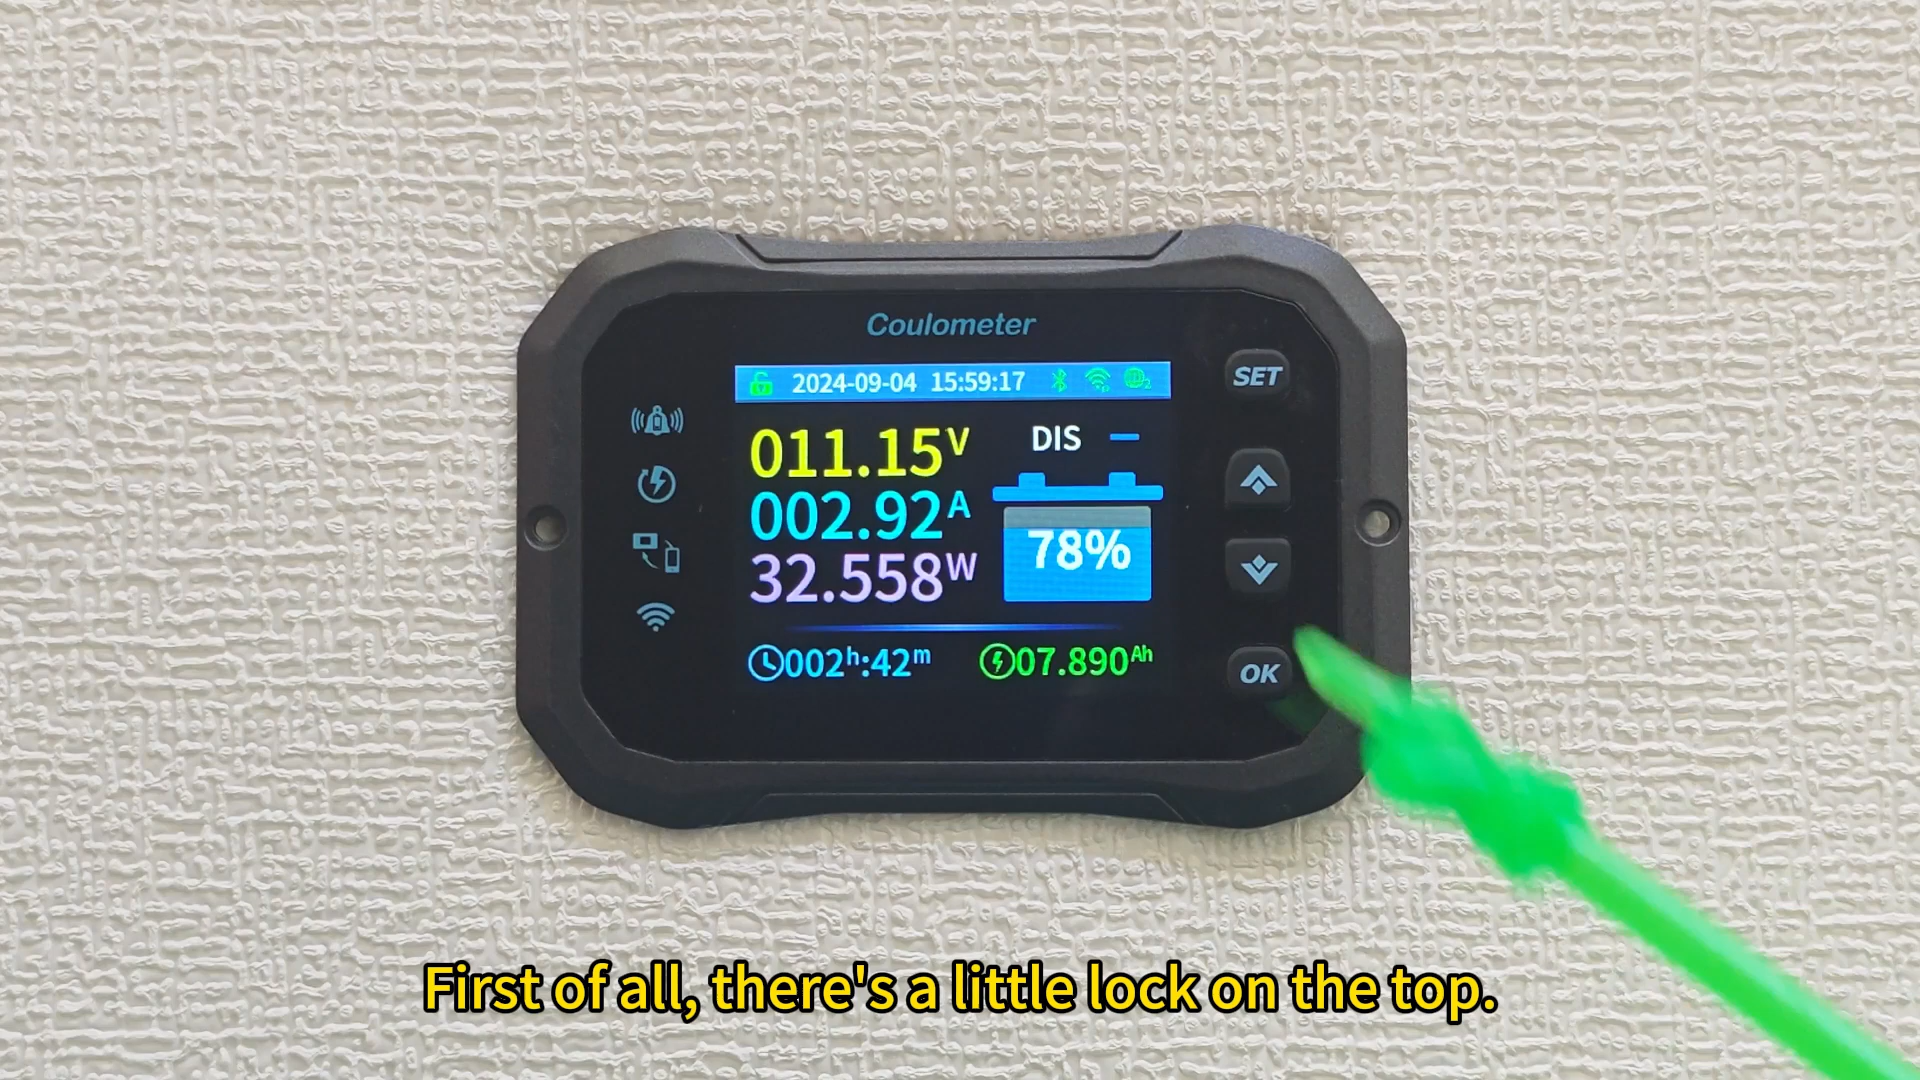 Coulometer
2024-09-04 15:59:17
SET
011.15V
DIS
002.92A
78%
32.558W
002h:42m
07.890Ah
OK
First of all, there's a little lock on the top.